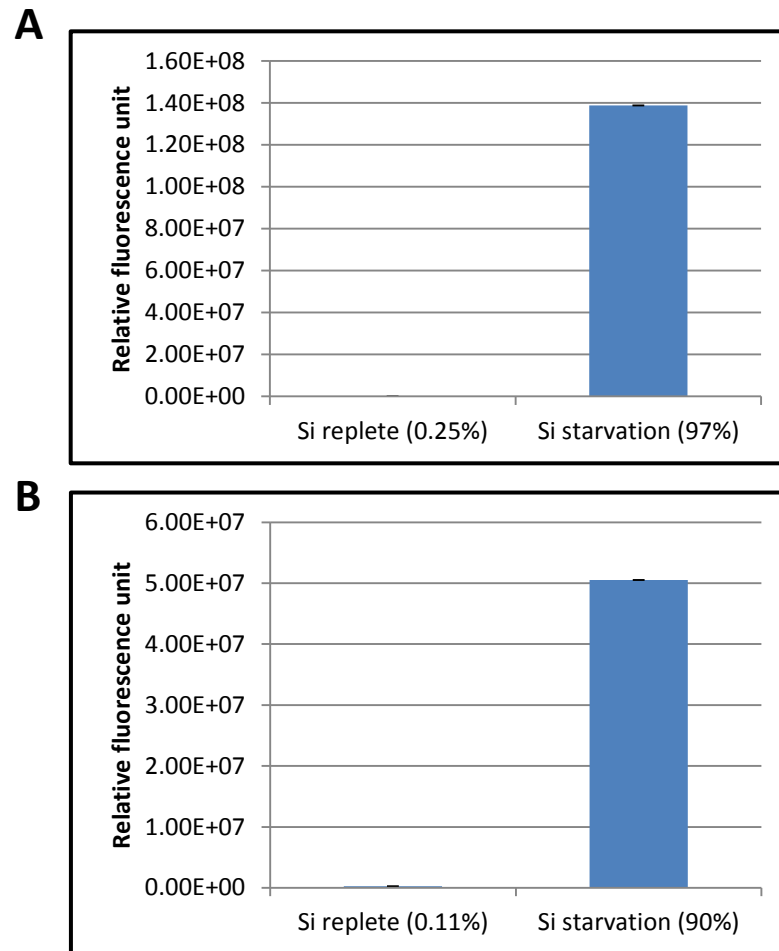 A
Relative fluorescence unit
1.60E+08
1.40E+08
1.20E+08
1.00E+08
8.00E+07
6.00E+07
4.00E+07
2.00E+07
0.00E+00
Si replete (0.25%)
Si starvation (97%)
B
Relative fluorescence unit
6.00E+07
5.00E+07
4.00E+07
3.00E+07
2.00E+07
1.00E+07
0.00E+00
Si replete (0.11%)
Si starvation (90%)